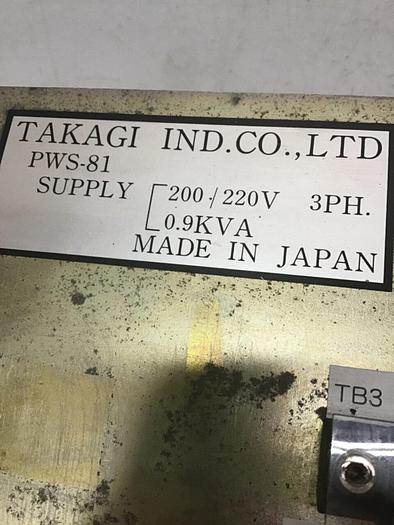 TAKAGI IND.CO.,LTD
PWS-81
SUPPLY 200/220V 3PH.
0.9KVA
MADE IN JAPAN
TB3